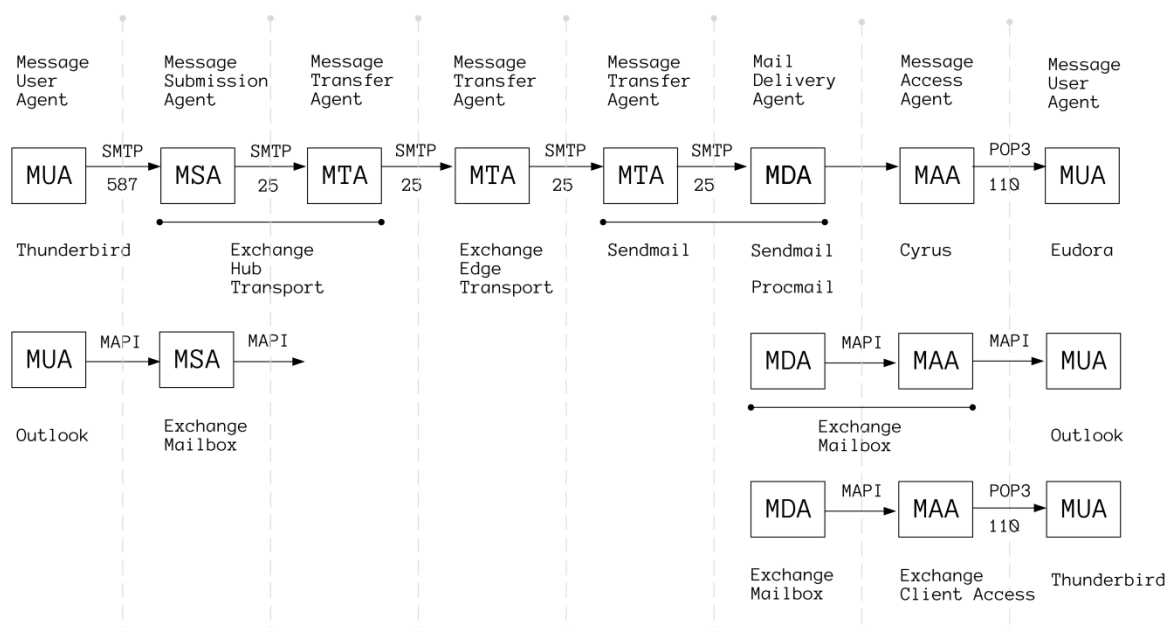 Message
User
Agent
Message
Submission
Agent
Message
Transfer
Agent
Message
Transfer
Agent
Message
Transfer
Agent
Mail
Delivery
Agent
Message
Access
Agent
Message
User
Agent
MUA
SMTP
587
MSA
SMTP
25
MTA
SMTP
25
MTA
SMTP
25
MTA
SMTP
25
MDA
MAA
POP3
110
MUA
Thunderbird
Exchange
Hub
Transport
Exchange
Edge
Transport
Sendmail
Sendmail
Procmail
Cyrus
Eudora
MUA
MAPI
MSA
MAPI
MDA
MAPI
MAA
MAPI
MUA
Outlook
Exchange
Mailbox
Exchange
Mailbox
Outlook
MDA
MAPI
MAA
POP3
110
MUA
Exchange
Mailbox
Exchange
Client Access
Thunderbird